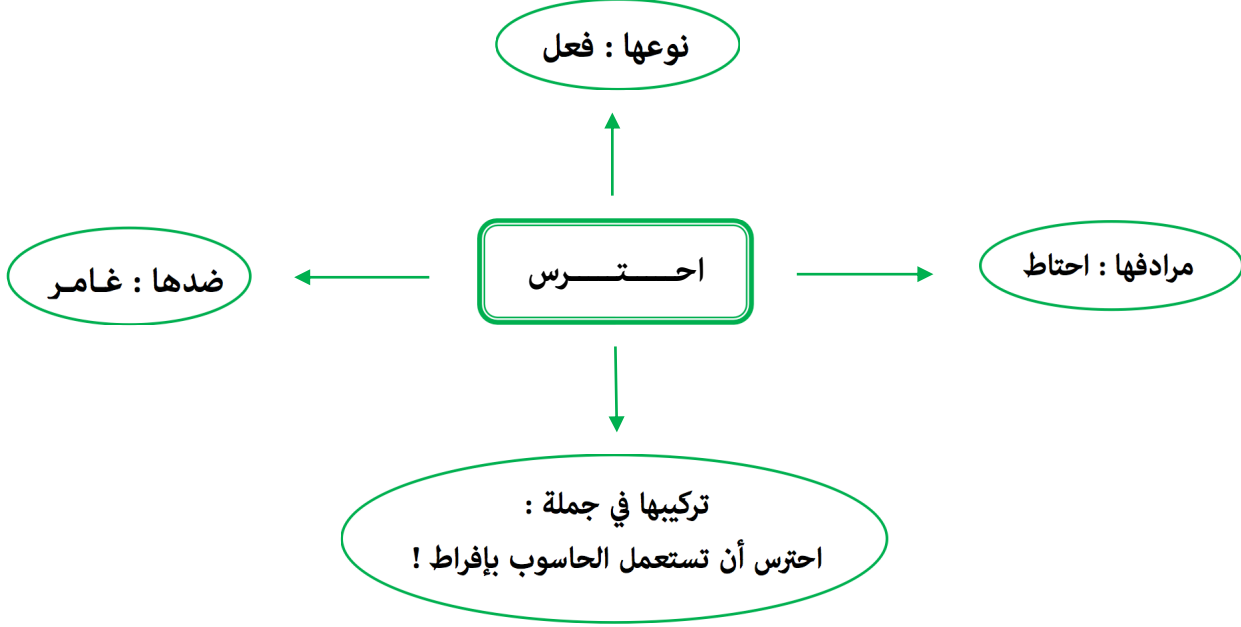 نوعها : فعل
احـــتـــرس
مرادفها : احتاط
ضدها : غـامـر
تركيبها في جملة :
احترس أن تستعمل الحاسوب بإفراط !